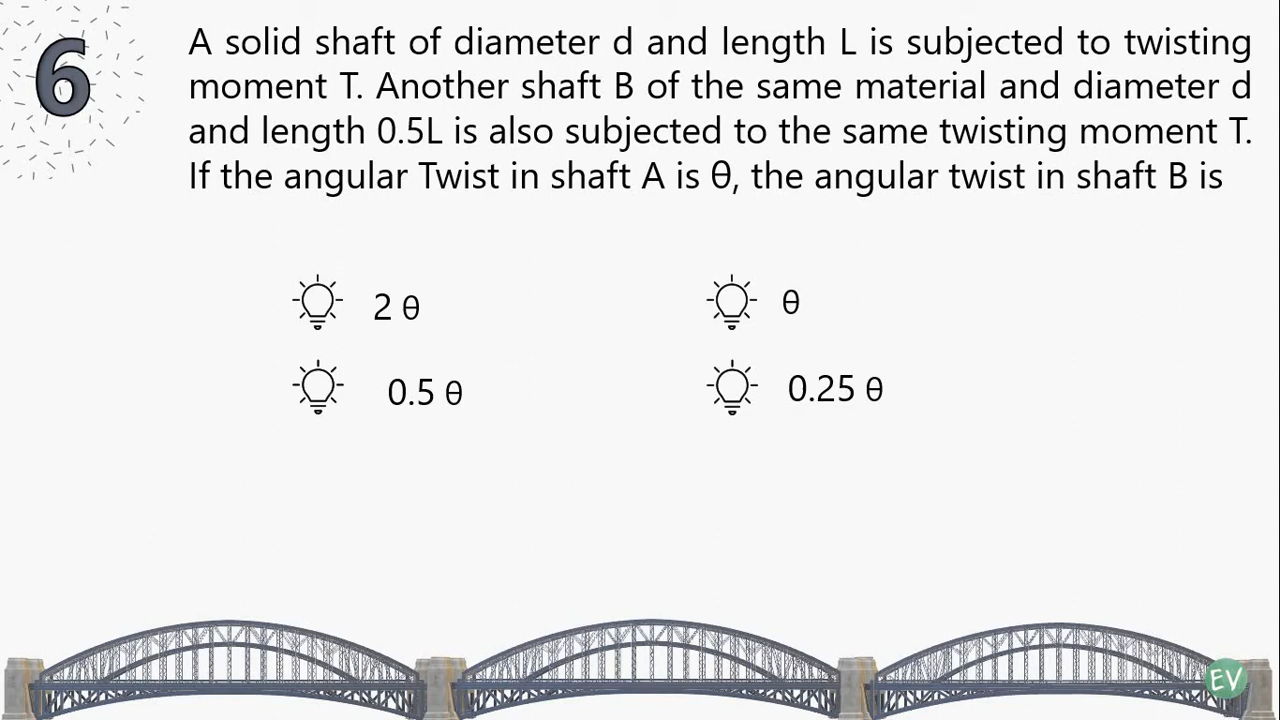 6
A solid shaft of diameter d and length L is subjected to twisting
moment T. Another shaft B of the same material and diameter d
and length 0.5L is also subjected to the same twisting moment T.
If the angular Twist in shaft A is θ, the angular twist in shaft B is
2 θ
θ
0.5 θ
0.25 θ
EV